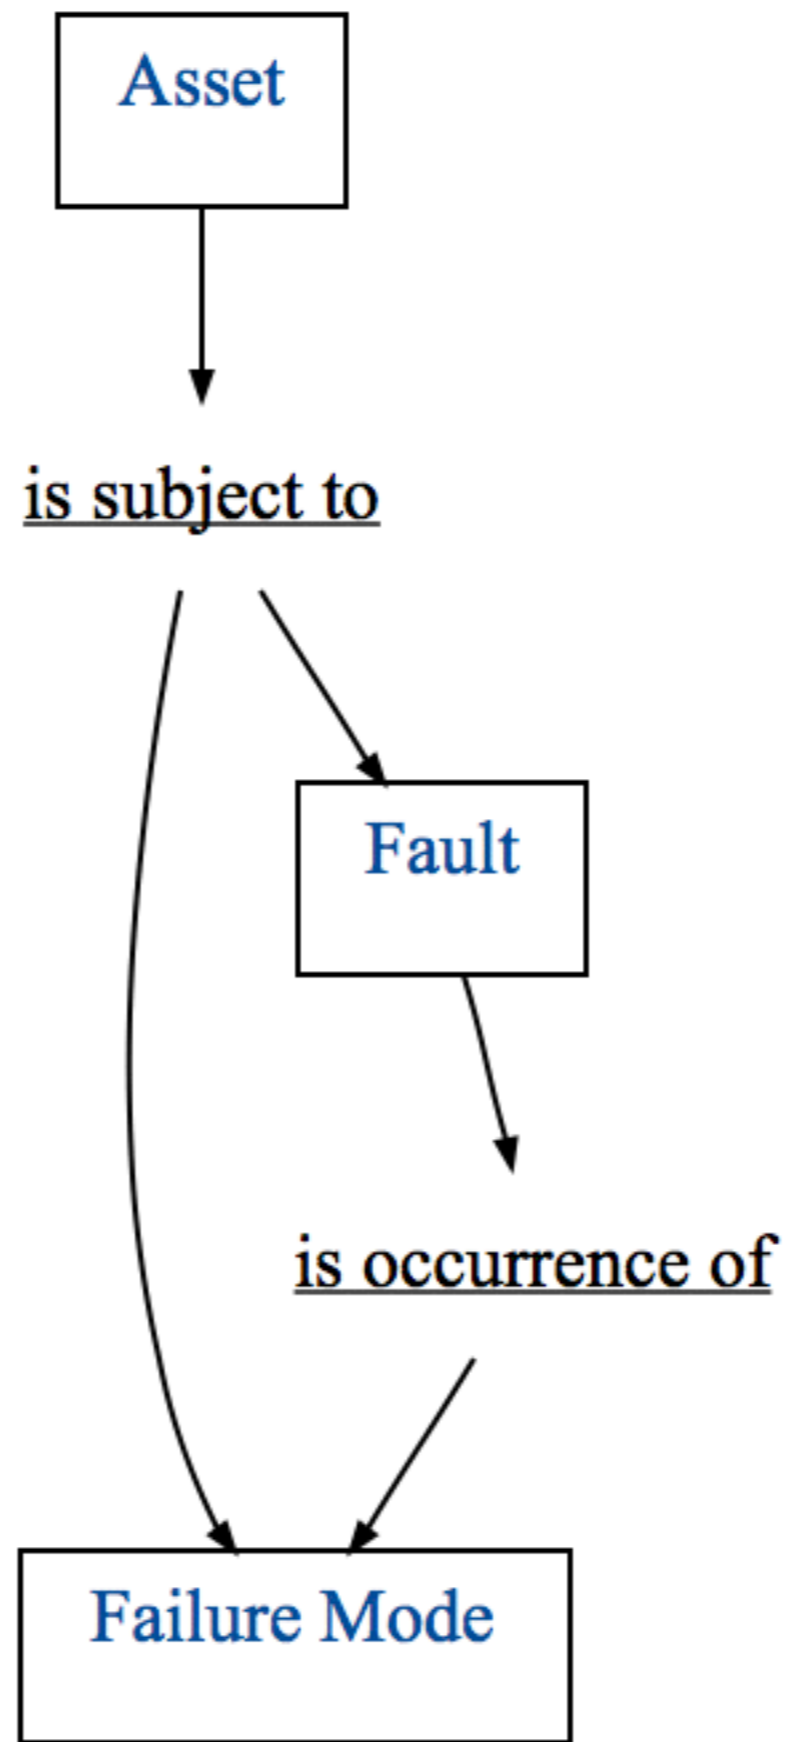 Asset
is subject to
Fault
is occurrence of
Failure Mode